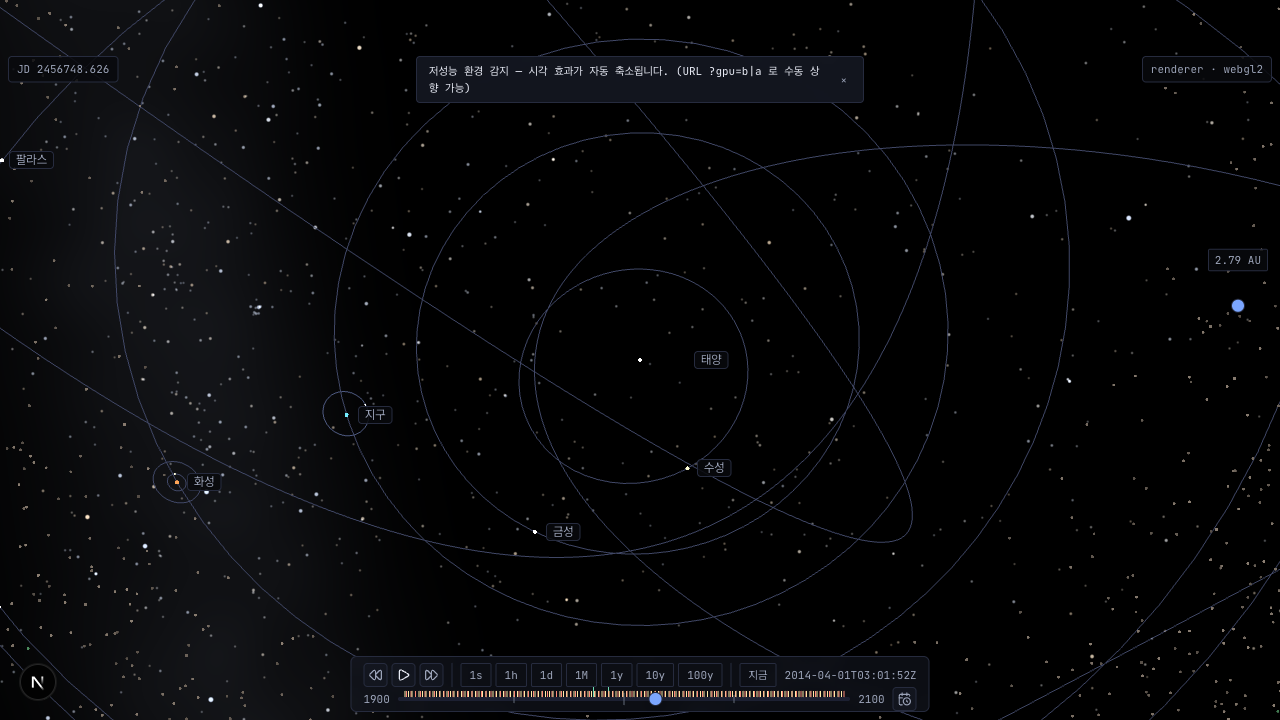 JD 2456748.626
저성능 환경 감지 — 시각 효과가 자동 축소됩니다. (URL ?gpu=b|a 로 수동 상
향 가능)
×
renderer · webgl2
팔라스
2.79 AU
태양
지구
수성
화성
금성
1s 1h 1d 1M 1y 10y 100y 지금 2014-04-01T03:01:52Z
1900 2100
N